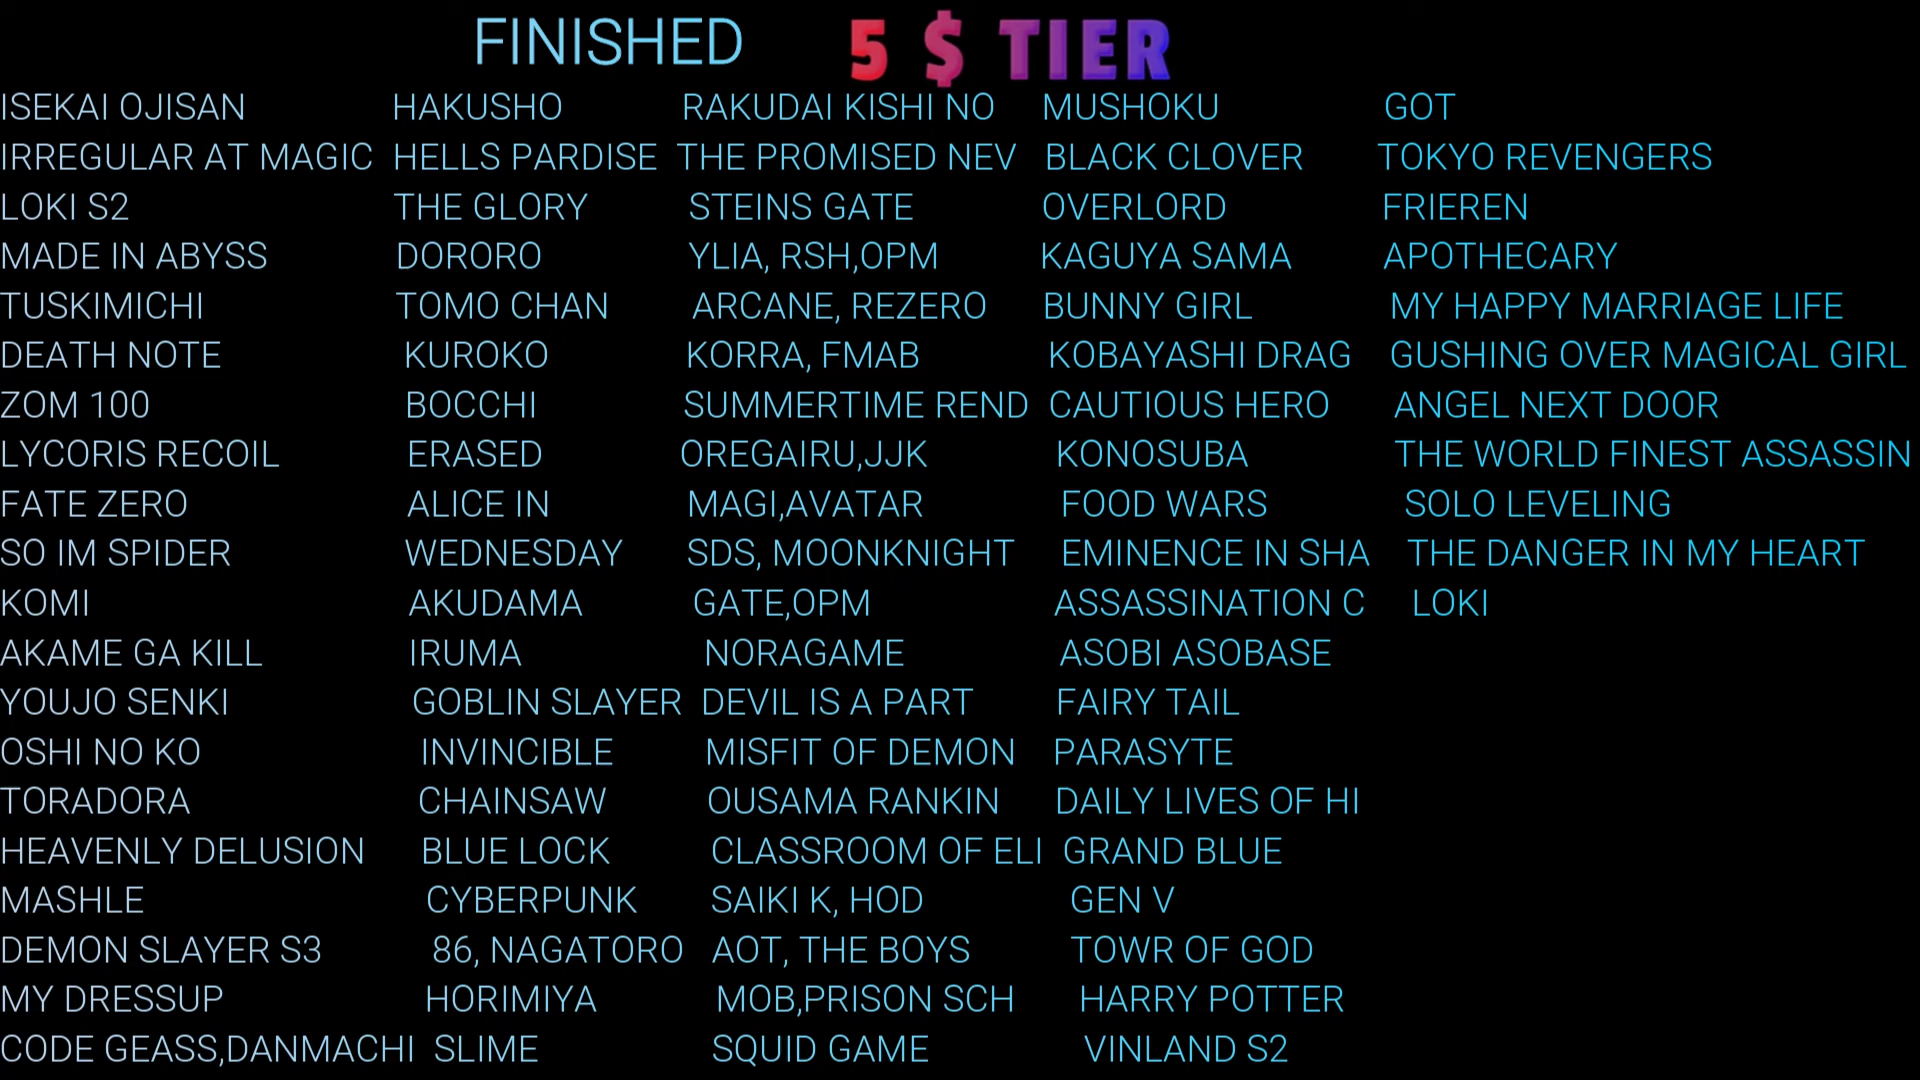 FINISHED 5 $ TIER
ISEKAI OJISAN
IRREGULAR AT MAGIC
LOKI S2
MADE IN ABYSS
TUSKIMICHI
DEATH NOTE
ZOM 100
LYCORIS RECOIL
FATE ZERO
SO IM SPIDER
KOMI
AKAME GA KILL
YOUJO SENKI
OSHI NO KO
TORADORA
HEAVENLY DELUSION
MASHLE
DEMON SLAYER S3
MY DRESSUP
CODE GEASS,DANMACHI
HAKUSHO
HELLS PARDISE
THE GLORY
DORORO
TOMO CHAN
KUROKO
BOCCHI
ERASED
ALICE IN
WEDNESDAY
AKUDAMA
IRUMA
GOBLIN SLAYER
INVINCIBLE
CHAINSAW
BLUE LOCK
CYBERPUNK
86, NAGATORO
HORIMIYA
SLIME
RAKUDAI KISHI NO
THE PROMISED NEV
STEINS GATE
YLIA, RSH,OPM
ARCANE, REZERO
KORRA, FMAB
SUMMERTIME REND
OREGAIRU,JJK
MAGI,AVATAR
SDS, MOONKNIGHT
GATE,OPM
NORAGAME
DEVIL IS A PART
MISFIT OF DEMON
OUSAMA RANKIN
CLASSROOM OF ELI
SAIKI K, HOD
AOT, THE BOYS
MOB,PRISON SCH
SQUID GAME
MUSHOKU
BLACK CLOVER
OVERLORD
KAGUYA SAMA
BUNNY GIRL
KOBAYASHI DRAG
CAUTIOUS HERO
KONOSUBA
FOOD WARS
EMINENCE IN SHA
ASSASSINATION C
ASOBI ASOBASE
FAIRY TAIL
PARASYTE
DAILY LIVES OF HI
GRAND BLUE
GEN V
TOWR OF GOD
HARRY POTTER
VINLAND S2
GOT
TOKYO REVENGERS
FRIEREN
APOTHECARY
MY HAPPY MARRIAGE LIFE
GUSHING OVER MAGICAL GIRL
ANGEL NEXT DOOR
THE WORLD FINEST ASSASSIN
SOLO LEVELING
THE DANGER IN MY HEART
LOKI